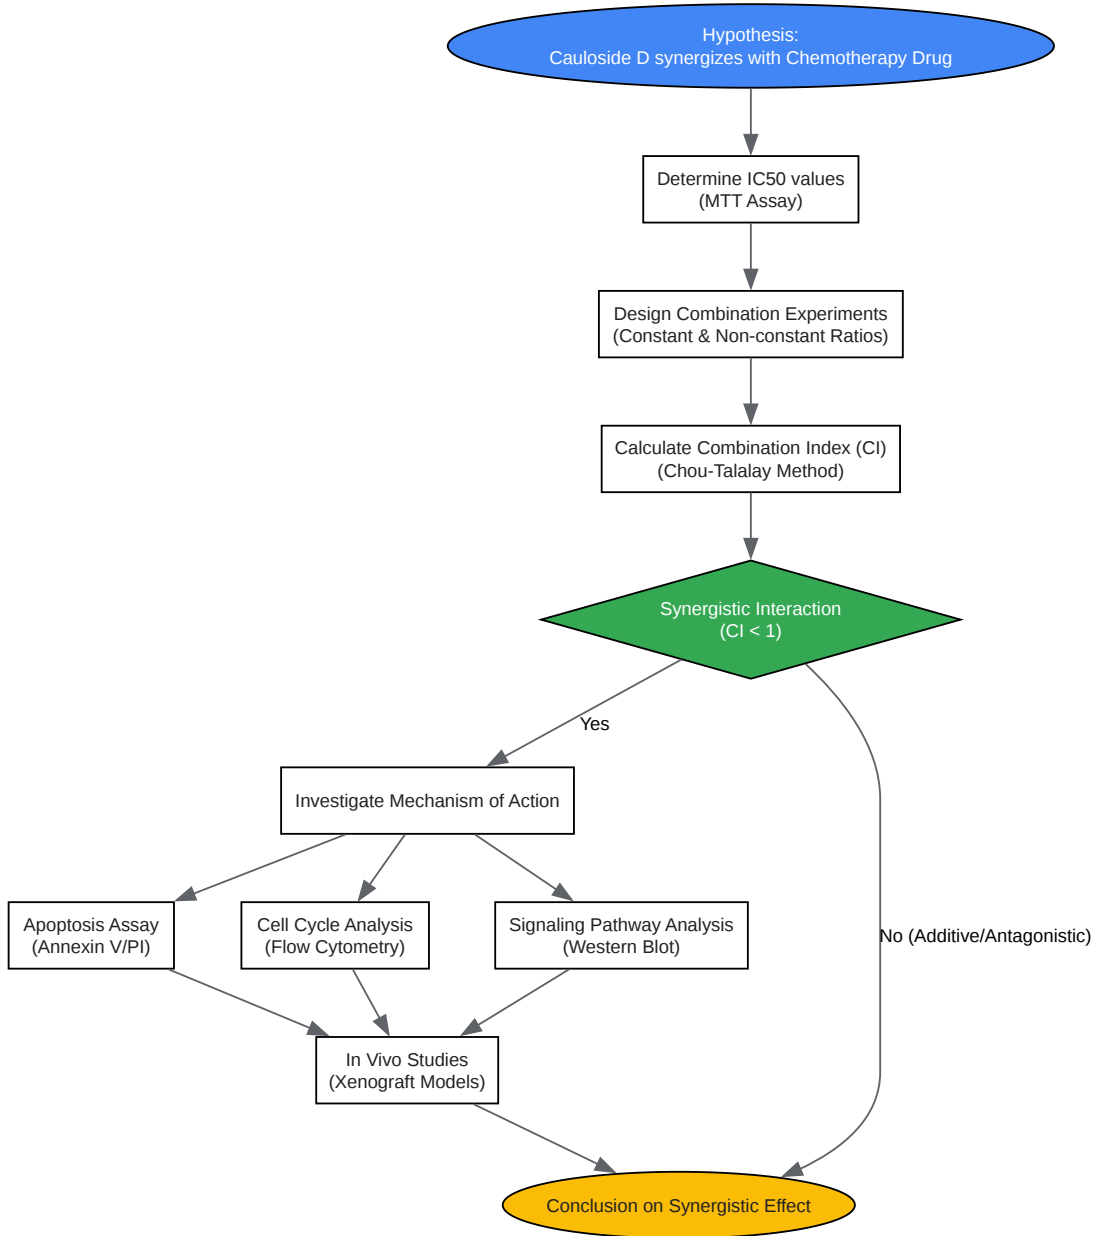 Hypothesis:
Cauloside D synergizes with Chemotherapy Drug
Determine IC50 values
(MTT Assay)
Design Combination Experiments
(Constant & Non-constant Ratios)
Calculate Combination Index (CI)
(Chou-Talalay Method)
Synergistic Interaction
(CI < 1)
Yes
Investigate Mechanism of Action
Apoptosis Assay
(Annexin V/PI)
Cell Cycle Analysis
(Flow Cytometry)
Signaling Pathway Analysis
(Western Blot)
No (Additive/Antagonistic)
In Vivo Studies
(Xenograft Models)
Conclusion on Synergistic Effect